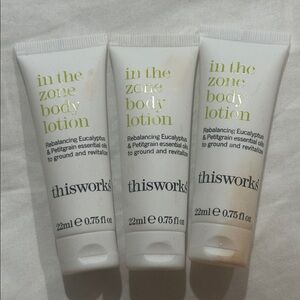 in the
zone
body
lotion
Rebalancing Eucalyptus
& Petitgrain essential oils
to ground and revitalize
thisworks
22ml e 0.75 fl oz
in the
zone
body
lotion
Rebalancing Eucalyptus
& Petitgrain essential oils
to ground and revitalize
thisworks
22ml e 0.75 fl oz
in the
zone
body
lotion
Rebalancing Eucalyptus
& Petitgrain essential oils
to ground and revitalize
thisworks
22ml e 0.75 fl oz